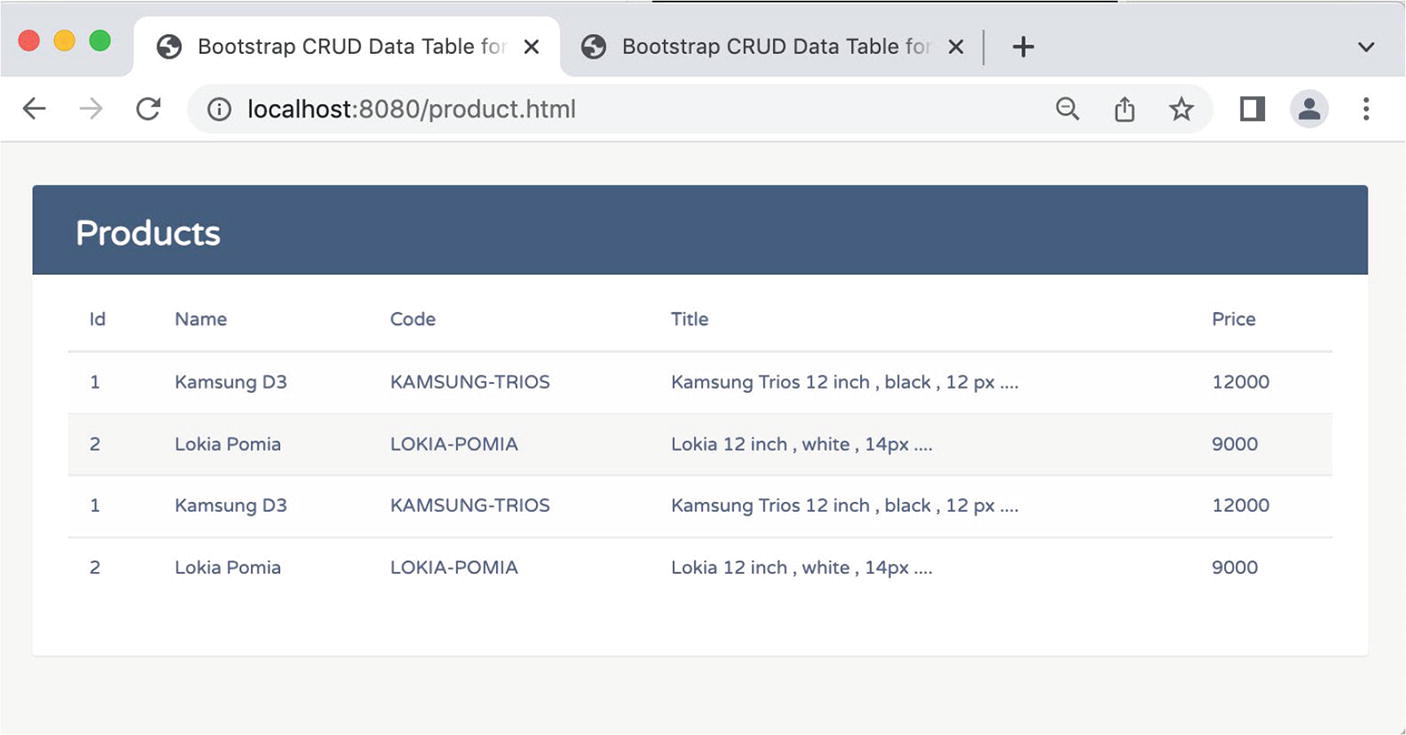 Bootstrap CRUD Data Table for Bootstrap CRUD Data Table for
localhost:8080/product.html
Products
Id Name Code Title Price
1 Kamsung D3 KAMSUNG-TRIOS Kamsung Trios 12 inch , black , 12 px .... 12000
2 Lokia Pomia LOKIA-POMIA Lokia 12 inch , white , 14px .... 9000
1 Kamsung D3 KAMSUNG-TRIOS Kamsung Trios 12 inch , black , 12 px .... 12000
2 Lokia Pomia LOKIA-POMIA Lokia 12 inch , white , 14px .... 9000